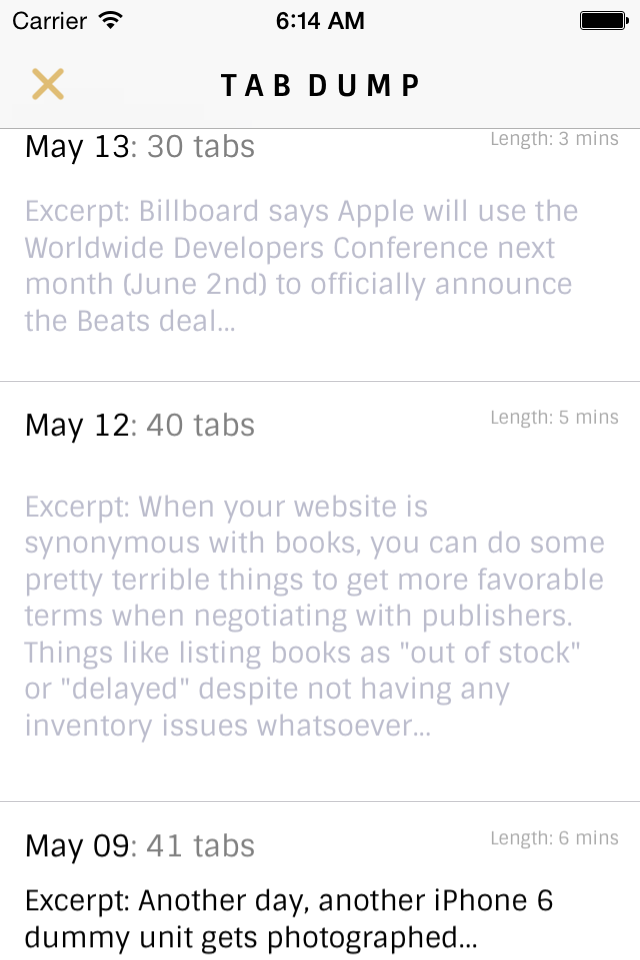 Carrier 6:14 AM
TAB DUMP
May 13: 30 tabs Length: 3 mins
Excerpt: Billboard says Apple will use the
Worldwide Developers Conference next
month (June 2nd) to officially announce
the Beats deal...
May 12: 40 tabs Length: 5 mins
Excerpt: When your website is
synonymous with books, you can do some
pretty terrible things to get more favorable
terms when negotiating with publishers.
Things like listing books as "out of stock"
or "delayed" despite not having any
inventory issues whatsoever...
May 09: 41 tabs Length: 6 mins
Excerpt: Another day, another iPhone 6
dummy unit gets photographed...